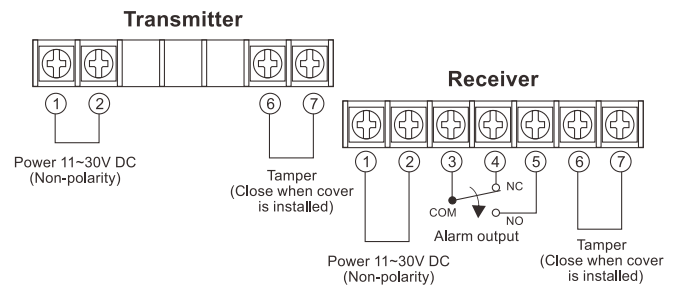 Transmitter
1 2 6 7
Power 11~30V DC
(Non-polarity)
Tamper
(Close when cover
is installed)
Receiver
1 2 3 4 5 6 7
NC
COM
NO
Alarm output
Power 11~30V DC
(Non-polarity)
Tamper
(Close when cover
is installed)